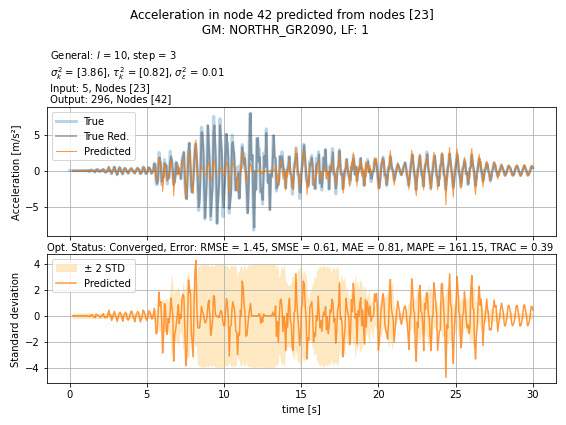 Acceleration in node 42 predicted from nodes [23]
GM: NORTHR_GR2090, LF: 1
General: l = 10, step = 3
σ²ₖ = [3.86], τ²ₖ = [0.82], σ²ε = 0.01
Input: 5, Nodes [23]
Output: 296, Nodes [42]
Acceleration [m/s²]
5
0
−5
True
True Red.
Predicted
Opt. Status: Converged, Error: RMSE = 1.45, SMSE = 0.61, MAE = 0.81, MAPE = 161.15, TRAC = 0.39
Standard deviation
4
2
0
−2
−4
± 2 STD
Predicted
0 5 10 15 20 25 30
time [s]